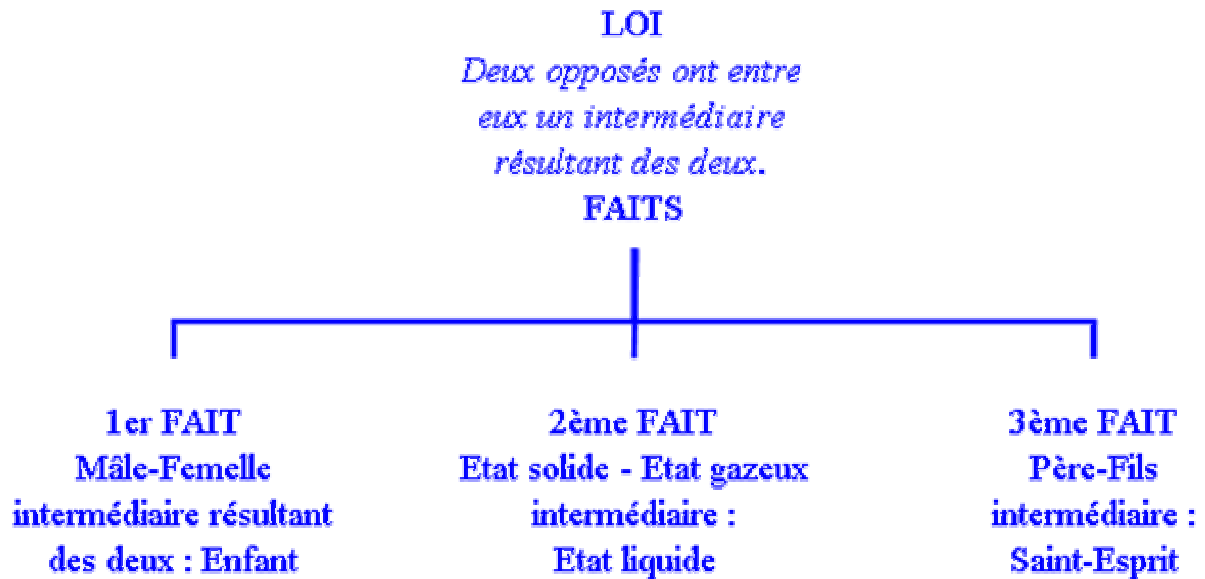 LOI
Deux opposés ont entre
eux un intermédiaire
résultant des deux.
FAITS
1er FAIT
Mâle-Femelle
intermédiaire résultant
des deux : Enfant
2ème FAIT
Etat solide - Etat gazeux
intermédiaire :
Etat liquide
3ème FAIT
Père-Fils
intermédiaire :
Saint-Esprit